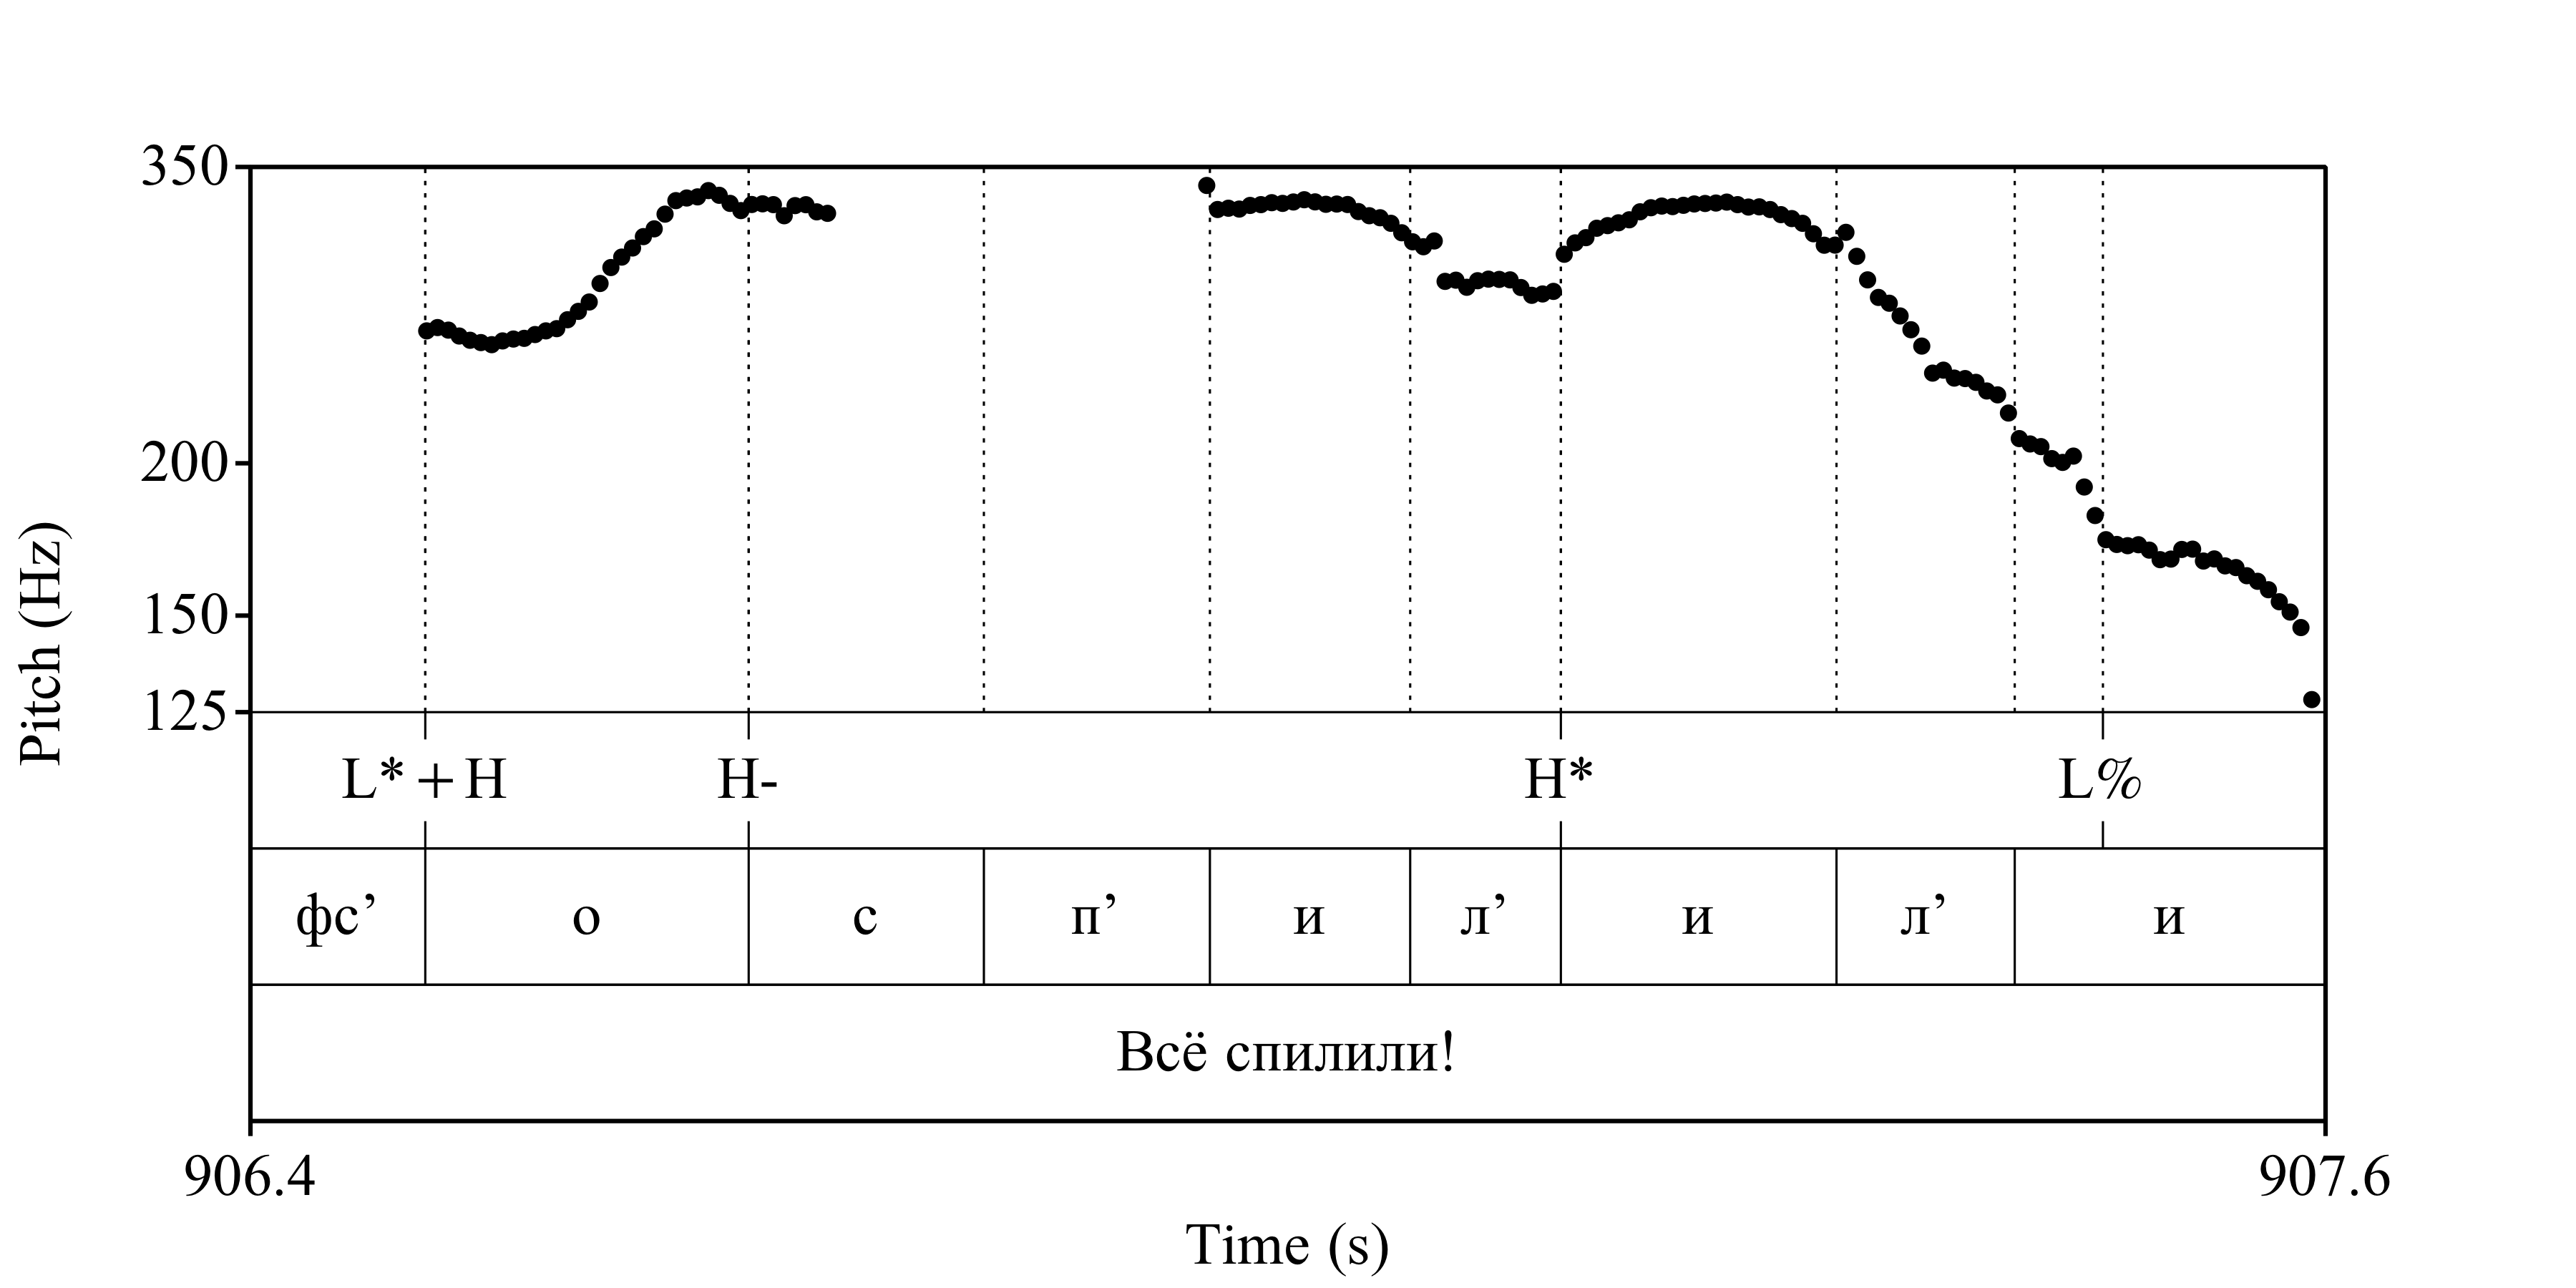 350
200
150
125
Pitch (Hz)
L* + H H- H* L%
фс’ о с п’ и л’ и л’ и
Всё спилили!
906.4 907.6
Time (s)